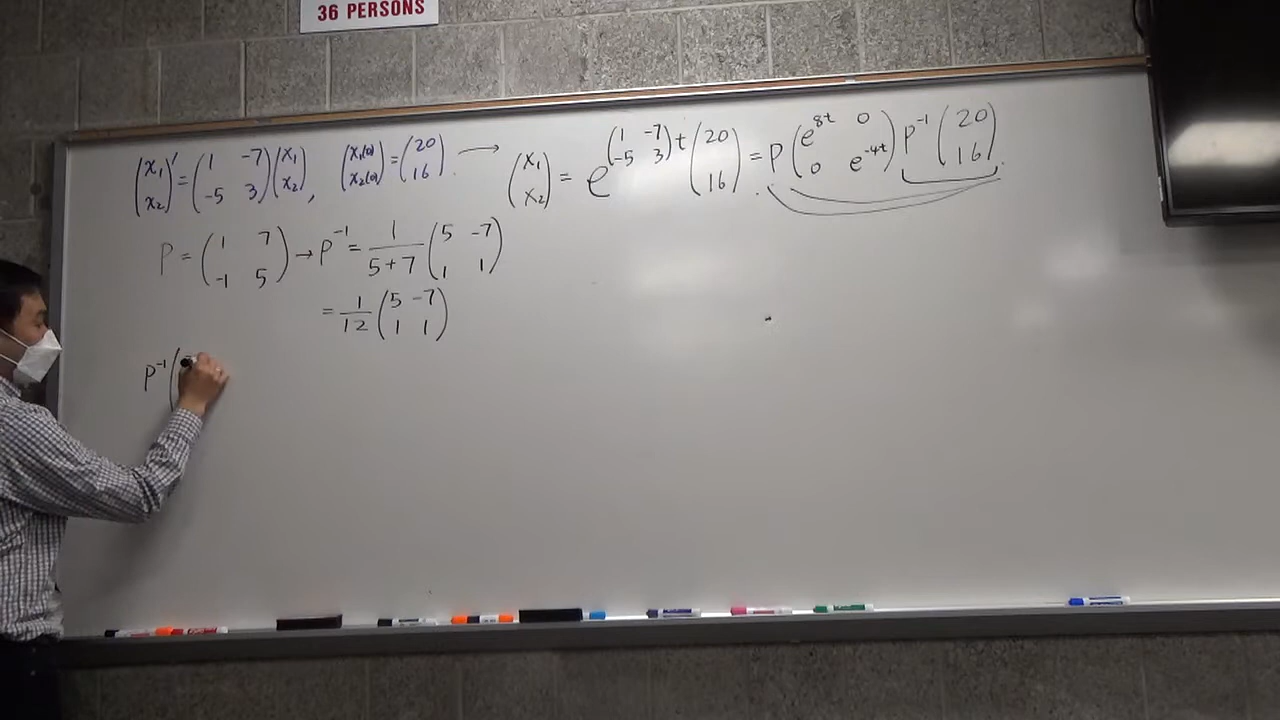 36 PERSONS
(x₁ x₂)' = (1 -7 -5 3)(x₁ x₂), (x₁(0) x₂(0)) = (20 16). → (x₁ x₂) = e^(1 -7 -5 3)t (20 16) = P(e^8t 0 0 e^-4t) P⁻¹ (20 16).
P = (1 7 -1 5) → P⁻¹ = 1/(5+7) (5 -7 1 1)
= 1/12 (5 -7 1 1)
P⁻¹(